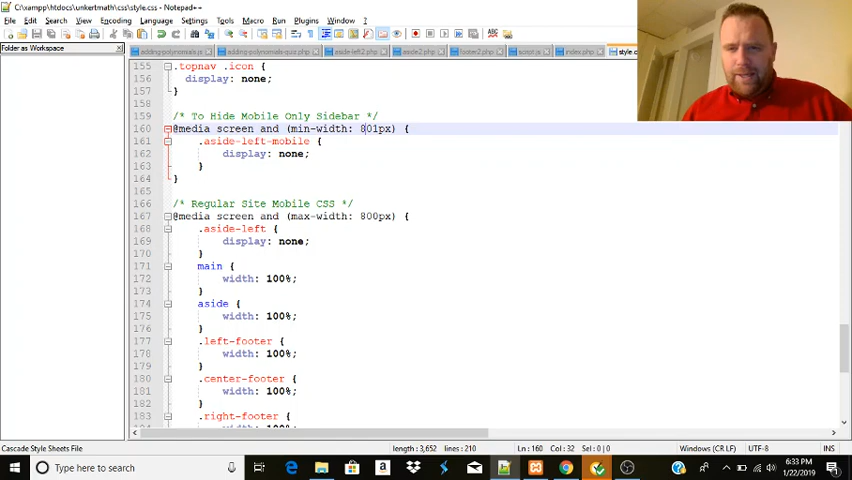 C:\xampp\htdocs\unkertmath\css\style.css - Notepad++
File Edit Search View Encoding Language Settings Tools Macro Run Plugins Window ?
Folder as Workspace
adding-polynomials.js adding-polynomials-quiz.php aside-left2.php aside2.php footer2.php script.js index.php style.c
155 .topnav .icon {
156 display: none;
157 }
158
159 /* To Hide Mobile Only Sidebar */
160 @media screen and (min-width: 801px) {
161 .aside-left-mobile {
162 display: none;
163 }
164 }
165
166 /* Regular Site Mobile CSS */
167 @media screen and (max-width: 800px) {
168 .aside-left {
169 display: none;
170 }
171 main {
172 width: 100%;
173 }
174 aside {
175 width: 100%;
176 }
177 .left-footer {
178 width: 100%;
179 }
180 .center-footer {
181 width: 100%;
182 }
183 .right-footer {
Cascade Style Sheets File length : 3,652 lines : 210 Ln : 160 Col : 32 Sel : 0 | 0 Windows (CR LF) UTF-8 INS
Type here to search 6:33 PM
1/22/2019